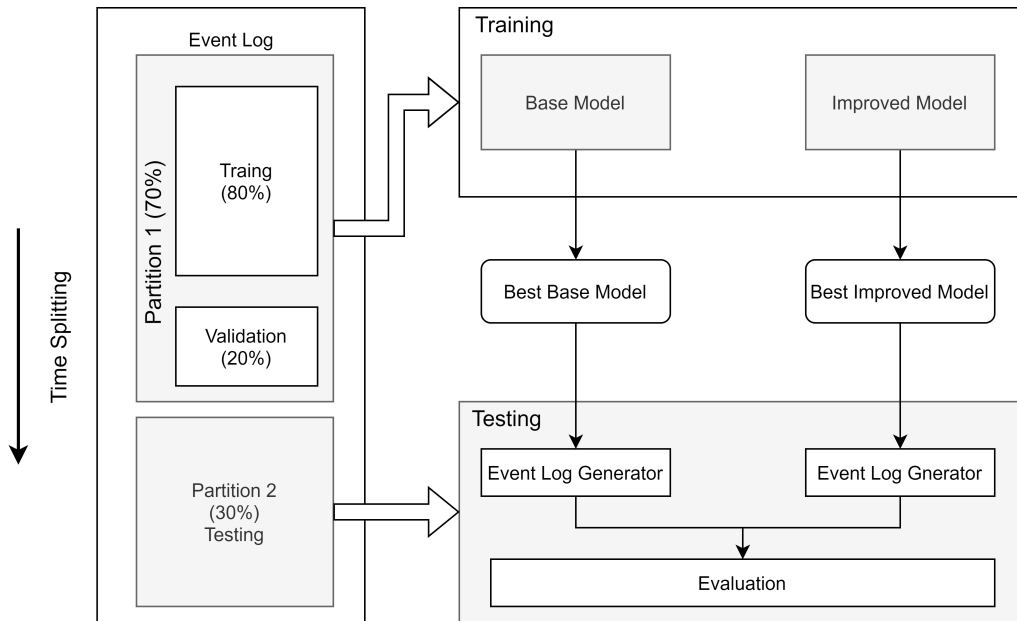 Event Log
Partition 1 (70%)
Traing
(80%)
Validation
(20%)
Time Splitting
Partition 2
(30%)
Testing
Training
Base Model
Improved Model
Best Base Model
Best Improved Model
Testing
Event Log Generator
Event Log Gnerator
Evaluation